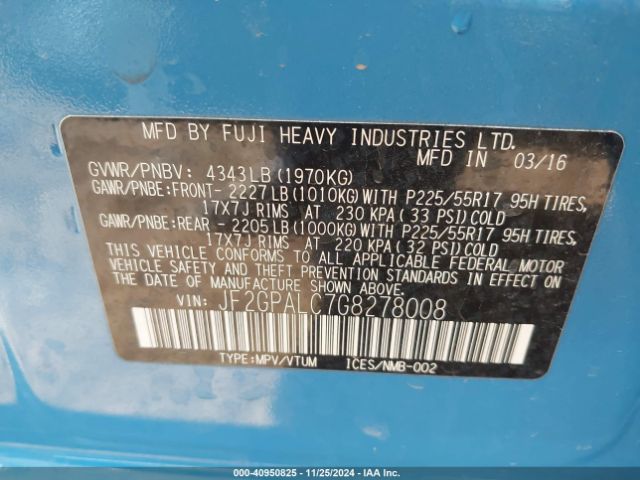 MFD BY FUJI HEAVY INDUSTRIES LTD.
MFD IN 03/16
GVWR/PNBV: 4343LB (1970KG)
GAWR/PNBE:FRONT- 2227LB(1010KG)WITH P225/55R17 95H TIRES,
17X7J RIMS AT 230 KPA( 33 PSI)COLD
GAWR/PNBE:REAR - 2205LB(1000KG)WITH P225/55R17 95H TIRES,
17X7J RIMS AT 220 KPA( 32 PSI)COLD
THIS VEHICLE CONFORMS TO ALL APPLICABLE FEDERAL MOTOR
VEHICLE SAFETY AND THEFT PREVENTION STANDARDS IN EFFECT ON
THE DATE OF MANUFACTURE SHOWN ABOVE.
VIN: JF2GPALC7G8278008
TYPE:MPV/VTUM ICES/NMB-002
000-40950825 - 11/25/2024 - IAA Inc.